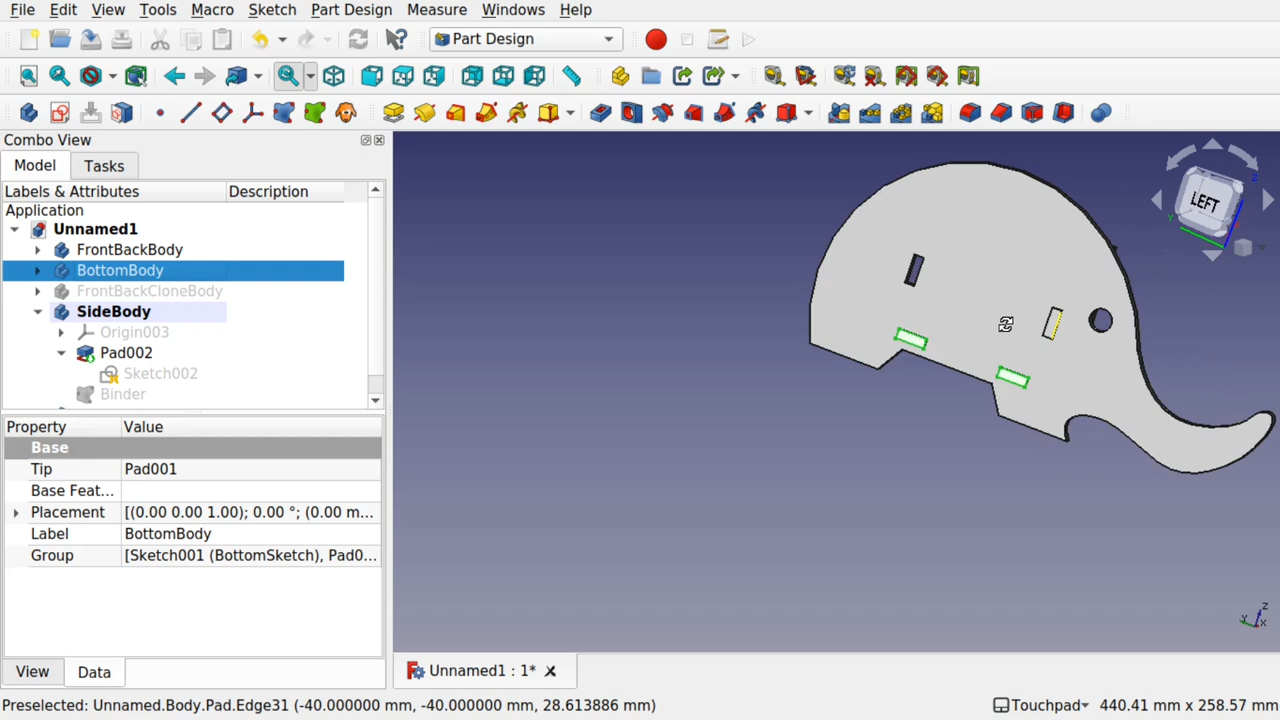 File Edit View Tools Macro Sketch Part Design Measure Windows Help
Part Design
Combo View
Model Tasks
Labels & Attributes Description
Application
Unnamed1
FrontBackBody
BottomBody
FrontBackCloneBody
SideBody
Origin003
Pad002
Sketch002
Binder
Property Value
Base
Tip Pad001
Base Feat...
Placement [(0.00 0.00 1.00); 0.00 °; (0.00 m...
Label BottomBody
Group [Sketch001 (BottomSketch), Pad0...
View Data
LEFT
Z
Y
Z
Y
X
Unnamed1 : 1*
Preselected: Unnamed.Body.Pad.Edge31 (-40.000000 mm, -40.000000 mm, 28.613886 mm)
Touchpad 440.41 mm x 258.57 mm